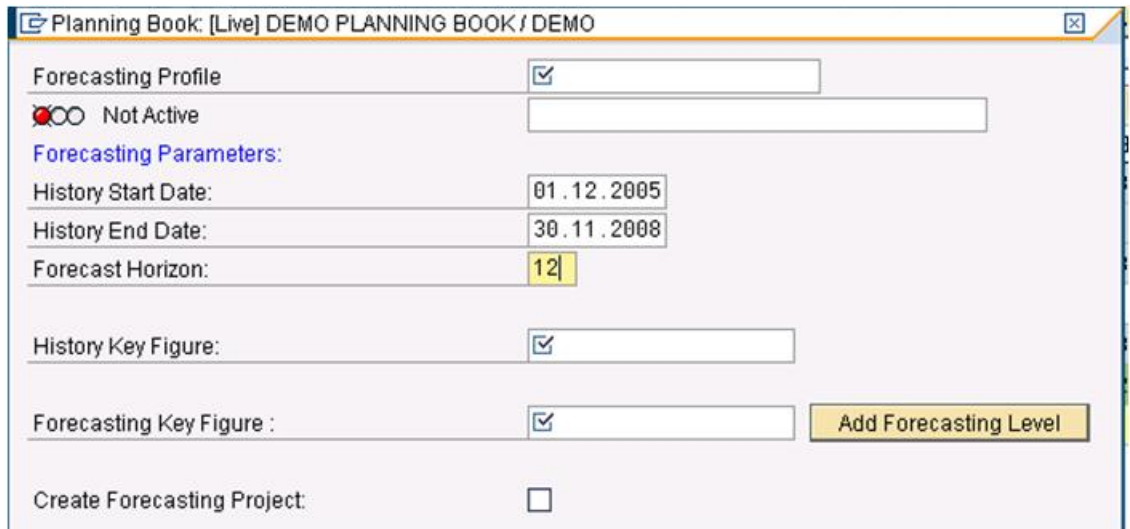 Planning Book: [Live] DEMO PLANNING BOOK / DEMO
Forecasting Profile
Not Active
Forecasting Parameters:
History Start Date: 01.12.2005
History End Date: 30.11.2008
Forecast Horizon: 12
History Key Figure:
Forecasting Key Figure : Add Forecasting Level
Create Forecasting Project: